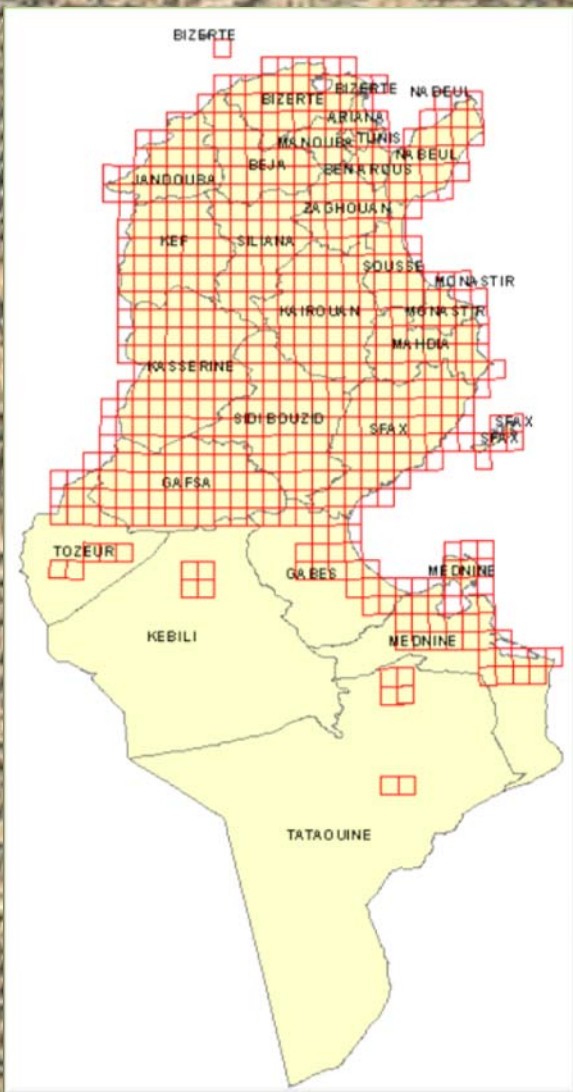 BIZERTE
BIZERTE
BIZERTE
NABEUL
ARIANA
MANOUBA
TUNIS
NABEUL
BEJA
BEN AROUS
JANDOUBA
ZAGHOUAN
KEF
SILIANA
SOUSSE
MONASTIR
KAIROUAN
MONASTIR
MAHDIA
KASSERINE
SIDI BOUZID
SFAX
SFAX
SFAX
GAFSA
TOZEUR
GABES
MEDNINE
KEBILI
MEDNINE
TATAOUINE